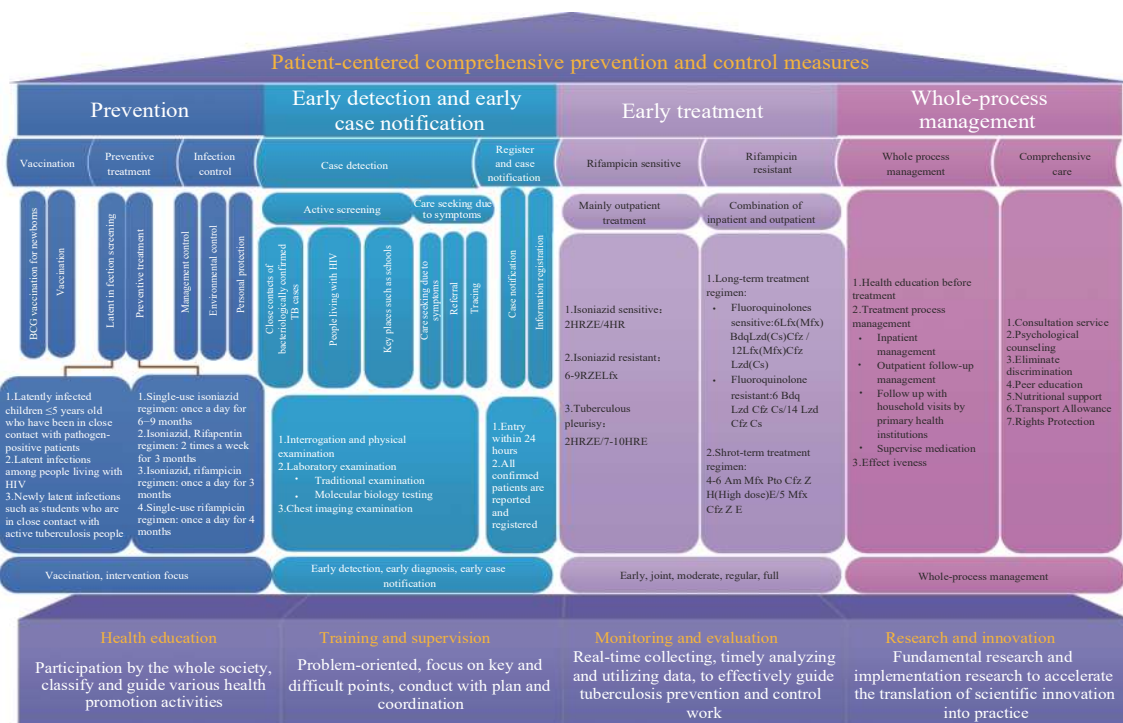 Patient-centered comprehensive prevention and control measures
Prevention
Early detection and early
case notification
Early treatment
Whole-process
management
Vaccination
Preventive
treatment
Infection
control
Case detection
Register
and case
notification
Rifampicin sensitive
Rifampicin
resistant
Whole process
management
Comprehensive
care
BCG vaccination for newborns
Vaccination
Latent in fection screening
Preventive treatment
Management control
Environmental control
Personal protection
Active screening
Care seeking due
to symptoms
Close contacts of
bacteriologically confirmed
TB cases
People living with HIV
Key places such as schools
Care seeking due to
symptoms
Referral
Tracing
Case notification
Information registration
Mainly outpatient
treatment
Combination of
inpatient and outpatient
1.Latently infected
children ≤5 years old
who have been in close
contact with pathogen-
positive patients
2.Latent infections
among people living with
HIV
3.Newly latent infections
such as students who are
in close contact with
active tuberculosis people
1.Single-use isoniazid
regimen: once a day for
6−9 months
2.Isoniazid, Rifapentin
regimen: 2 times a week
for 3 months
3.Isoniazid, rifampicin
regimen: once a day for 3
months
4.Single-use rifampicin
regimen: once a day for 4
months
1.Interrogation and physical
examination
2.Laboratory examination
• Traditional examination
• Molecular biology testing
3.Chest imaging examination
1.Entry
within 24
hours
2.All
confirmed
patients are
reported
and
registered
1.Isoniazid sensitive:
2HRZE/4HR
2.Isoniazid resistant:
6-9RZELfx
3.Tuberculous
pleurisy:
2HRZE/7-10HRE
1.Long-term treatment
regimen:
• Fluoroquinolones
sensitive:6Lfx(Mfx)
BdqLzd(Cs)Cfz /
12Lfx(Mfx)Cfz
Lzd(Cs)
• Fluoroquinolone
resistant:6 Bdq
Lzd Cfz Cs/14 Lzd
Cfz Cs
2.Shrot-term treatment
regimen:
4-6 Am Mfx Pto Cfz Z
H(High dose)E/5 Mfx
Cfz Z E
1.Health education before
treatment
2.Treatment process
management
• Inpatient
management
• Outpatient follow-up
management
• Follow up with
household visits by
primary health
institutions
• Supervise medication
3.Effect iveness
1.Consultation service
2.Psychological
counseling
3.Eliminate
discrimination
4.Peer education
5.Nutritional support
6.Transport Allowance
7.Rights Protection
Vaccination, intervention focus
Early detection, early diagnosis, early case
notification
Early, joint, moderate, regular, full
Whole-process management
Health education
Participation by the whole society,
classify and guide various health
promotion activities
Training and supervision
Problem-oriented, focus on key and
difficult points, conduct with plan and
coordination
Monitoring and evaluation
Real-time collecting, timely analyzing
and utilizing data, to effectively guide
tuberculosis prevention and control
work
Research and innovation
Fundamental research and
implementation research to accelerate
the translation of scientific innovation
into practice